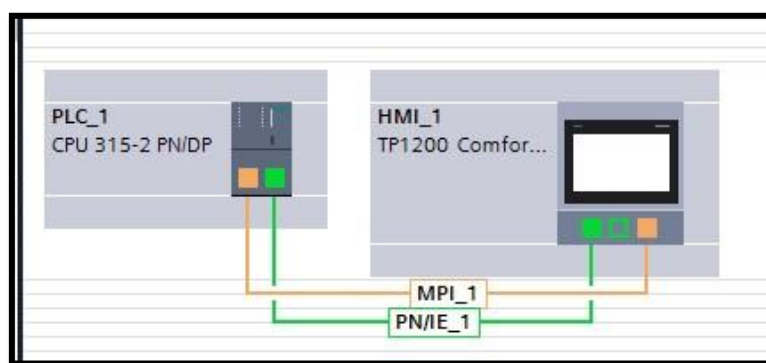 PLC_1
CPU 315-2 PN/DP
HMI_1
TP1200 Comfor...
MPI_1
PN/IE_1